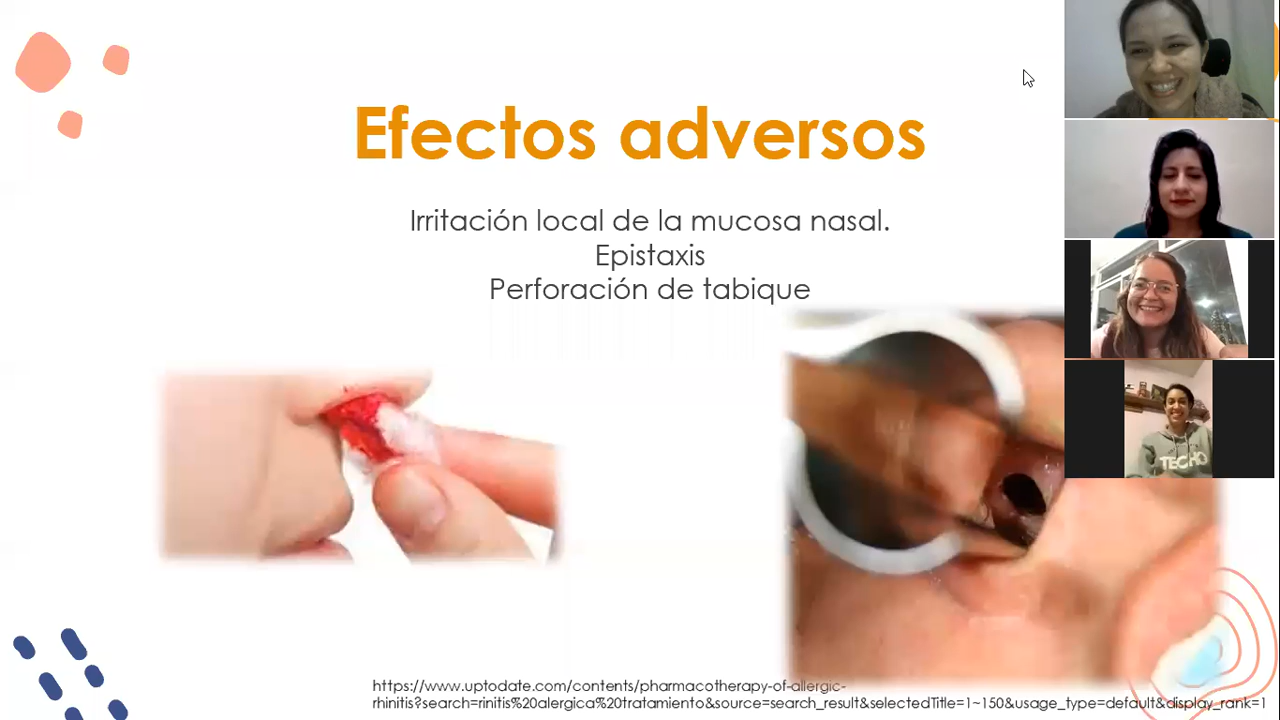 Efectos adversos
Irritación local de la mucosa nasal.
Epistaxis
Perforación de tabique
TECHO
https://www.uptodate.com/contents/pharmacotherapy-of-allergic-
rhinitis?search=rinitis%20alergica%20tratamiento&source=search_result&selectedTitle=1~150&usage_type=default&display_rank=1